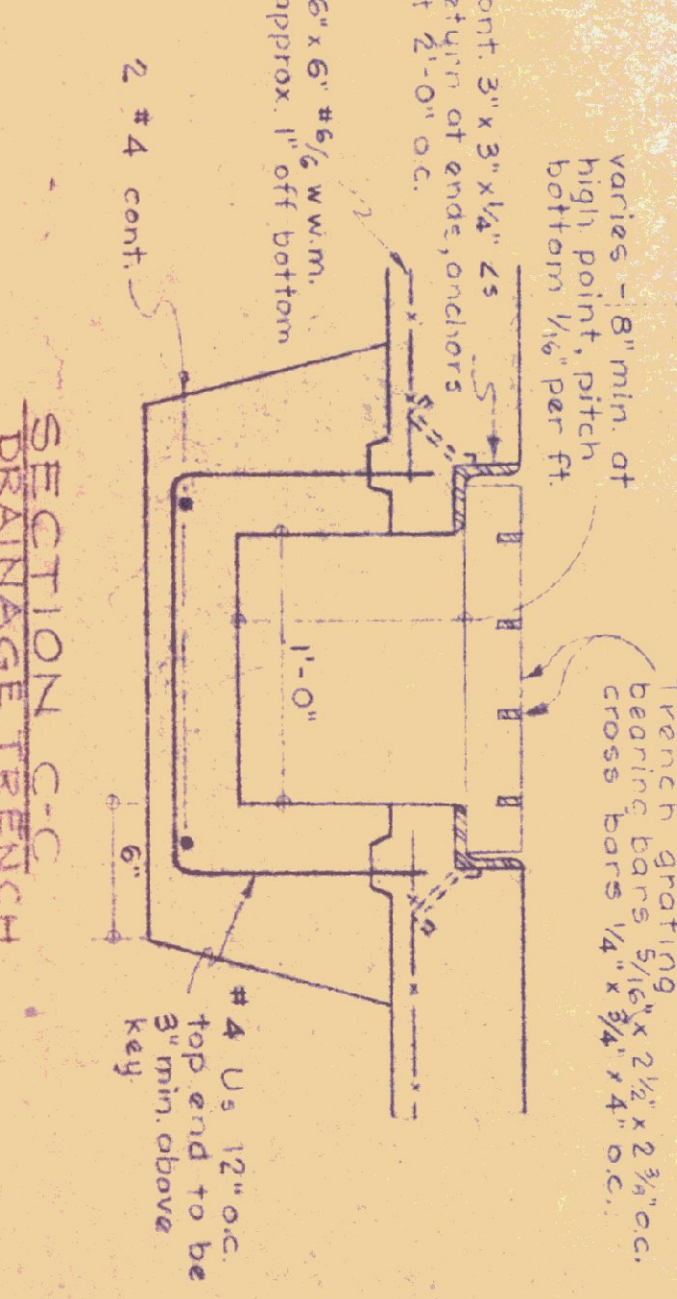 varies - 8" min. at
high point, pitch
bottom 1/16" per ft.
ont. 3" x 3" x 1/4" Ls
eturn at ends, anchors
t 2'-0" o.c.
6" x 6" #6/6 w.w.m.
approx. 1" off bottom
2 #4 cont.
Trench grating
bearing bars 5/16" x 2 1/2" x 2 3/8" o.c.
cross bars 1/4" x 3/4" x 4" o.c.
1'-0"
6"
#4 Us 12" o.c.
top end to be
3" min. above
key.
SECTION C-C
DRAINAGE TRENCH